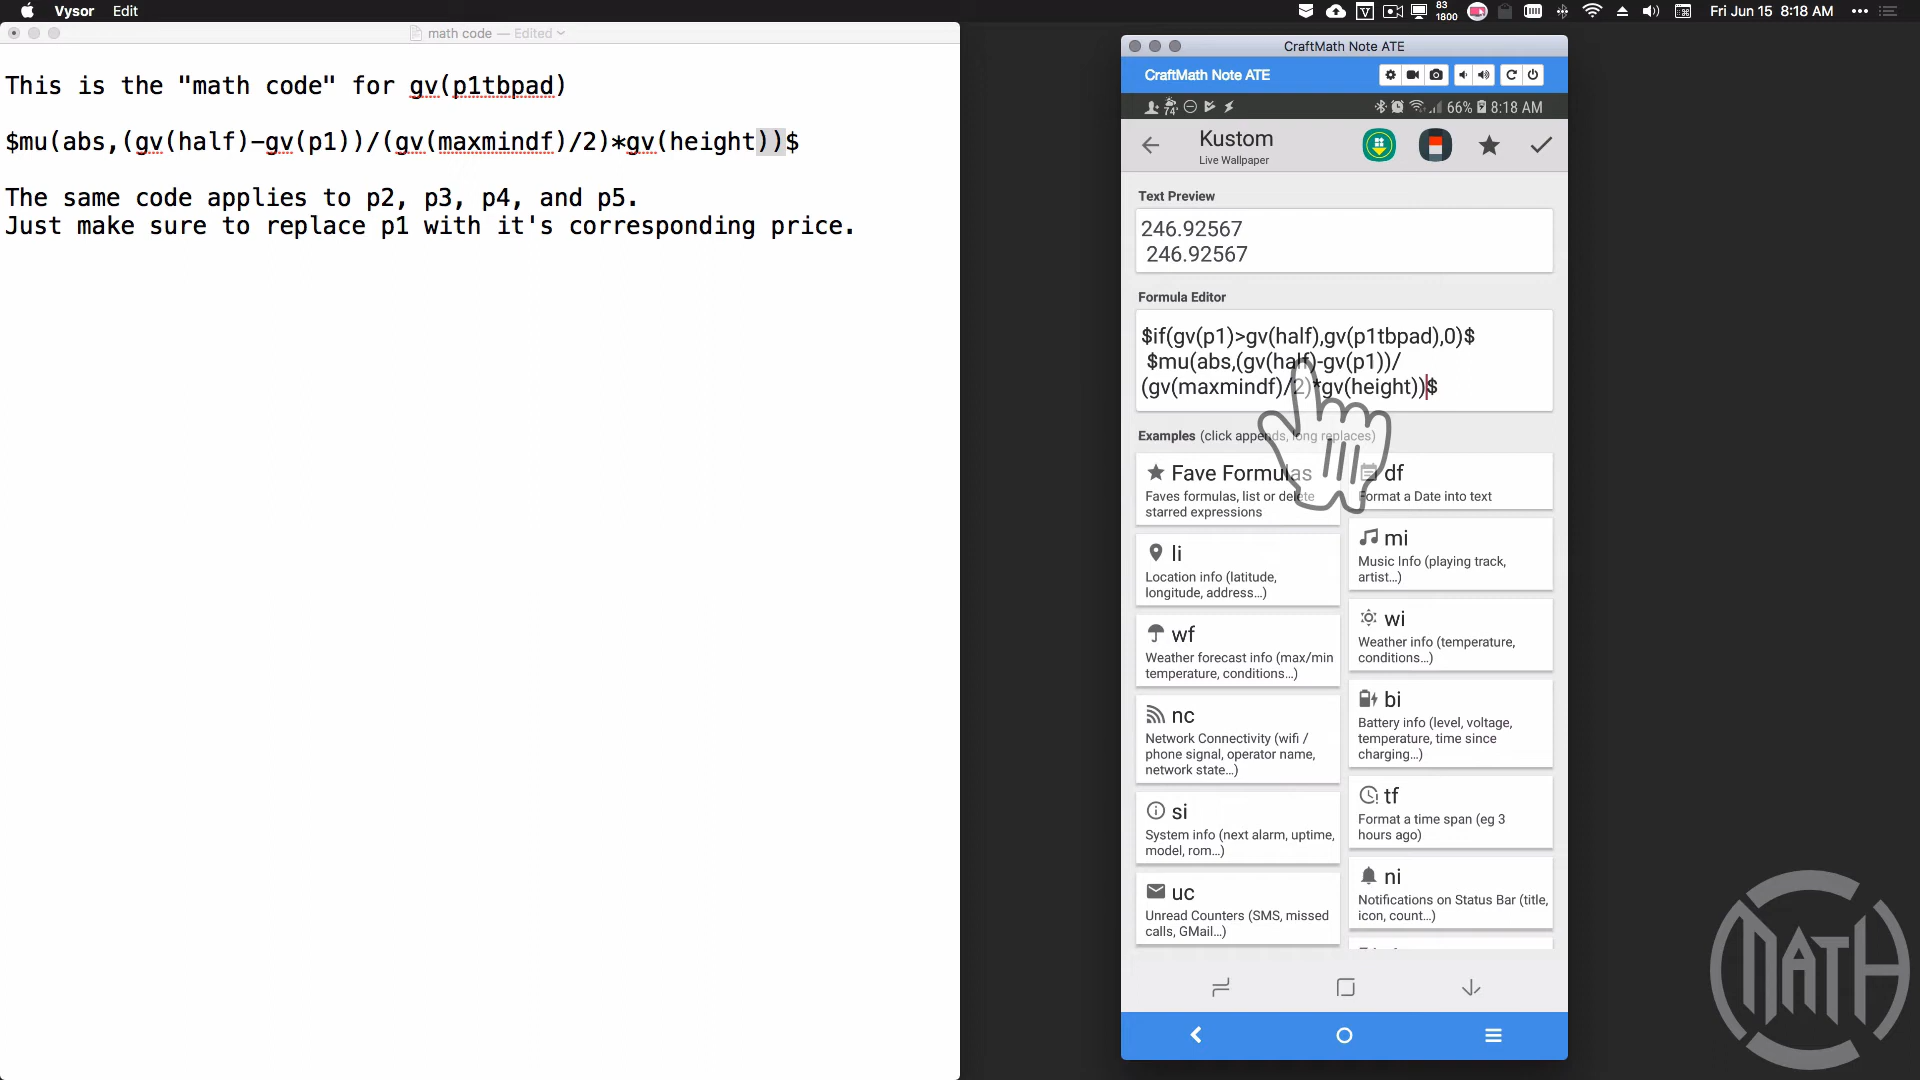 Vysor Edit
83
1800
Fri Jun 15 8:18 AM
math code — Edited
This is the "math code" for gv(p1tbpad)
$mu(abs,(gv(half)-gv(p1))/(gv(maxmindf)/2)*gv(height))$
The same code applies to p2, p3, p4, and p5.
Just make sure to replace p1 with it's corresponding price.
CraftMath Note ATE
CraftMath Note ATE
74°
66% 8:18 AM
Kustom
Live Wallpaper
Text Preview
246.92567
246.92567
Formula Editor
$if(gv(p1)>gv(half),gv(p1tbpad),0)$
$mu(abs,(gv(half)-gv(p1))/
(gv(maxmindf)/2)*gv(height))$
Examples (click appends, long replaces)
Fave Formulas
Faves formulas, list or delete
starred expressions
df
Format a Date into text
li
Location info (latitude,
longitude, address...)
mi
Music Info (playing track,
artist...)
wf
Weather forecast info (max/min
temperature, conditions...)
wi
Weather info (temperature,
conditions...)
nc
Network Connectivity (wifi /
phone signal, operator name,
network state...)
bi
Battery info (level, voltage,
temperature, time since
charging...)
si
System info (next alarm, uptime,
model, rom...)
tf
Format a time span (eg 3
hours ago)
uc
Unread Counters (SMS, missed
calls, GMail...)
ni
Notifications on Status Bar (title,
icon, count...)
MATH